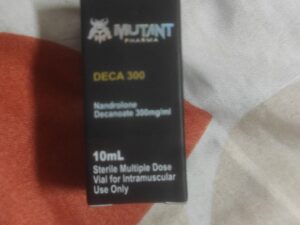 MUTANT
PHARMA
DECA 300
Nandrolone
Decanoate 300mg/ml
10mL
Sterile Multiple Dose
Vial for Intramuscular
Use Only